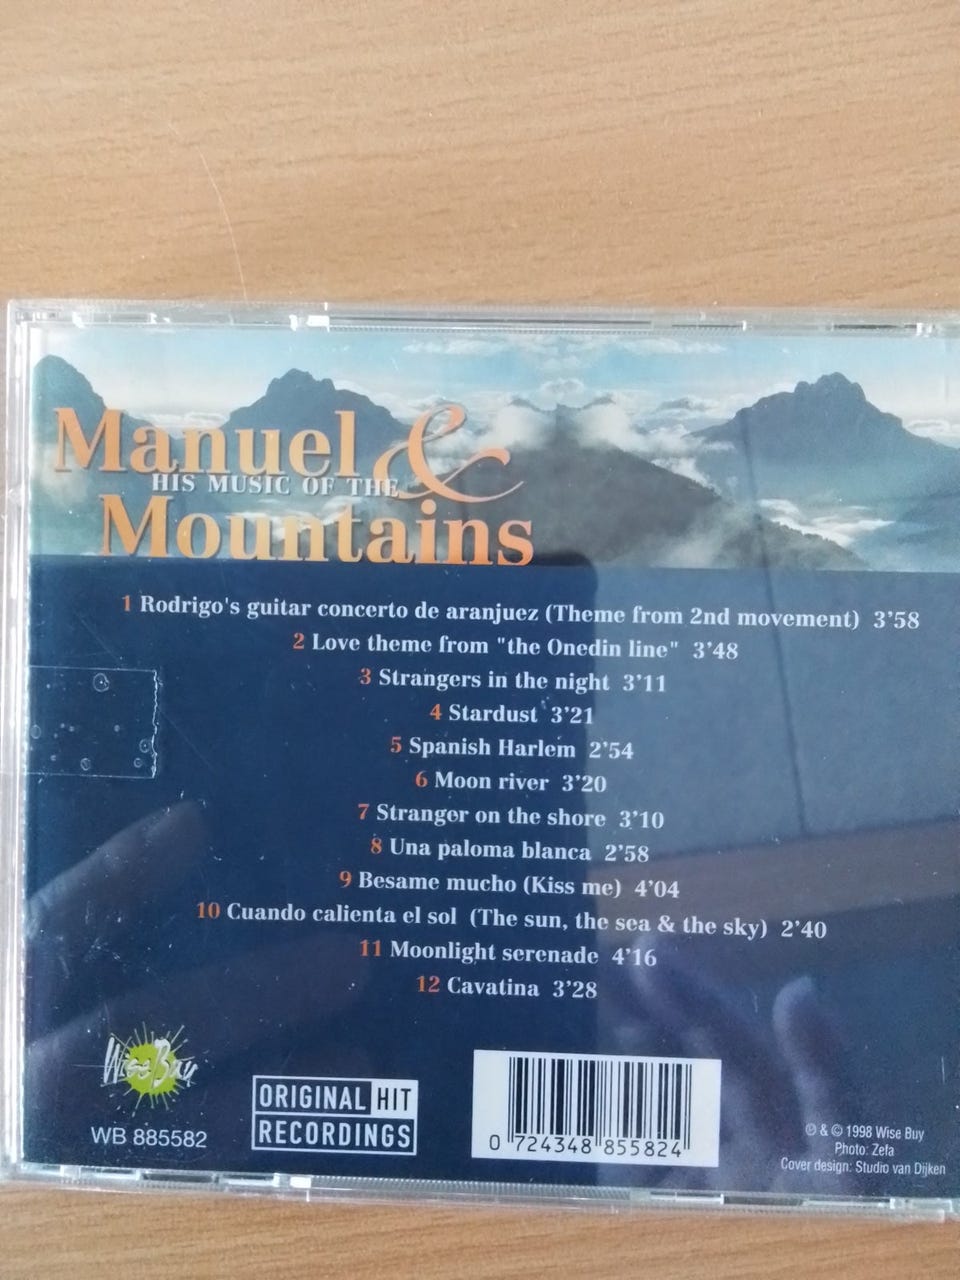 Manuel &
HIS MUSIC OF THE
Mountains
1 Rodrigo's guitar concerto de aranjuez (Theme from 2nd movement) 3'58
2 Love theme from "the Onedin line" 3'48
3 Strangers in the night 3'11
4 Stardust 3'21
5 Spanish Harlem 2'54
6 Moon river 3'20
7 Stranger on the shore 3'10
8 Una paloma blanca 2'58
9 Besame mucho (Kiss me) 4'04
10 Cuando calienta el sol (The sun, the sea & the sky) 2'40
11 Moonlight serenade 4'16
12 Cavatina 3'28
Wise Buy
WB 885582
ORIGINAL HIT
RECORDINGS
0 724348 855824
℗ & © 1998 Wise Buy
Photo: Zefa
Cover design: Studio van Dijken